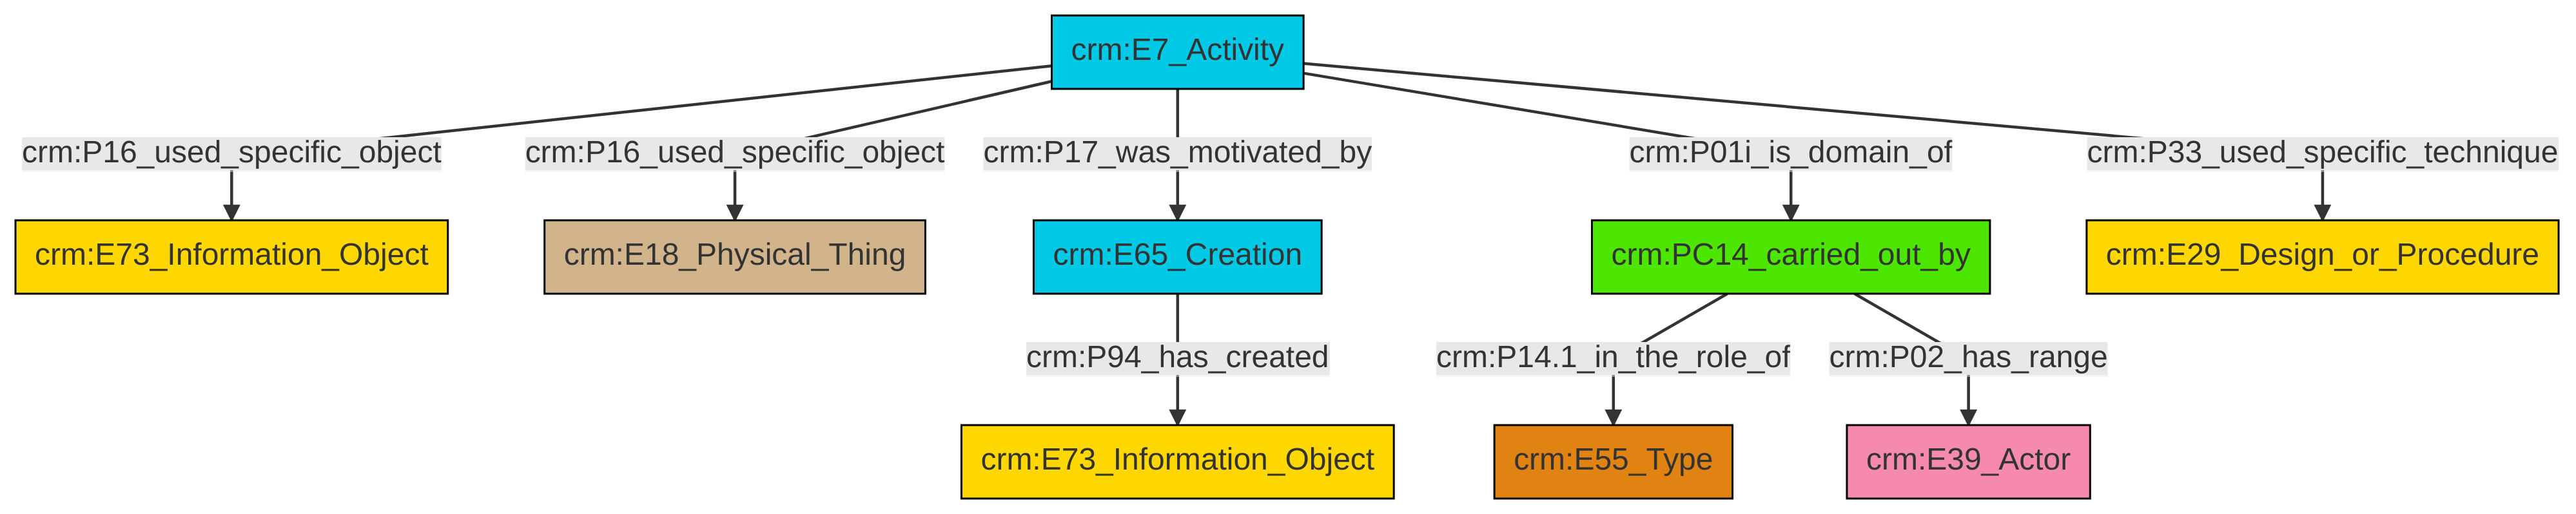 crm:E7_Activity
crm:P16_used_specific_object
crm:P16_used_specific_object
crm:P17_was_motivated_by
crm:P01i_is_domain_of
crm:P33_used_specific_technique
crm:E73_Information_Object
crm:E18_Physical_Thing
crm:E65_Creation
crm:PC14_carried_out_by
crm:E29_Design_or_Procedure
crm:P94_has_created
crm:P14.1_in_the_role_of
crm:P02_has_range
crm:E73_Information_Object
crm:E55_Type
crm:E39_Actor